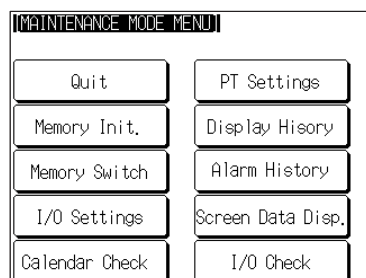 [MAINTENANCE MODE MENU]
Quit
PT Settings
Memory Init.
Display Hisory
Memory Switch
Alarm History
I/O Settings
Screen Data Disp.
Calendar Check
I/O Check